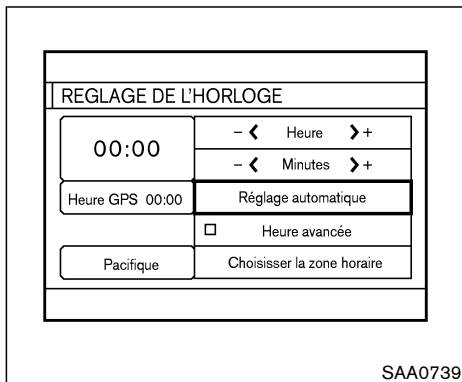 REGLAGE DE L'HORLOGE
00:00
- < Heure > +
- < Minutes > +
Heure GPS 00:00
Réglage automatique
Heure avancée
Pacifique
Choisisser la zone horaire
SAA0739